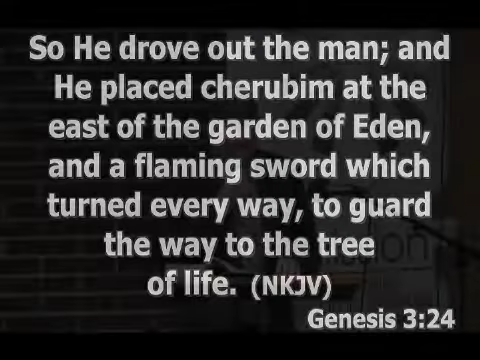 So He drove out the man; and
He placed cherubim at the
east of the garden of Eden,
and a flaming sword which
turned every way, to guard
the way to the tree
of life. (NKJV)
Genesis 3:24